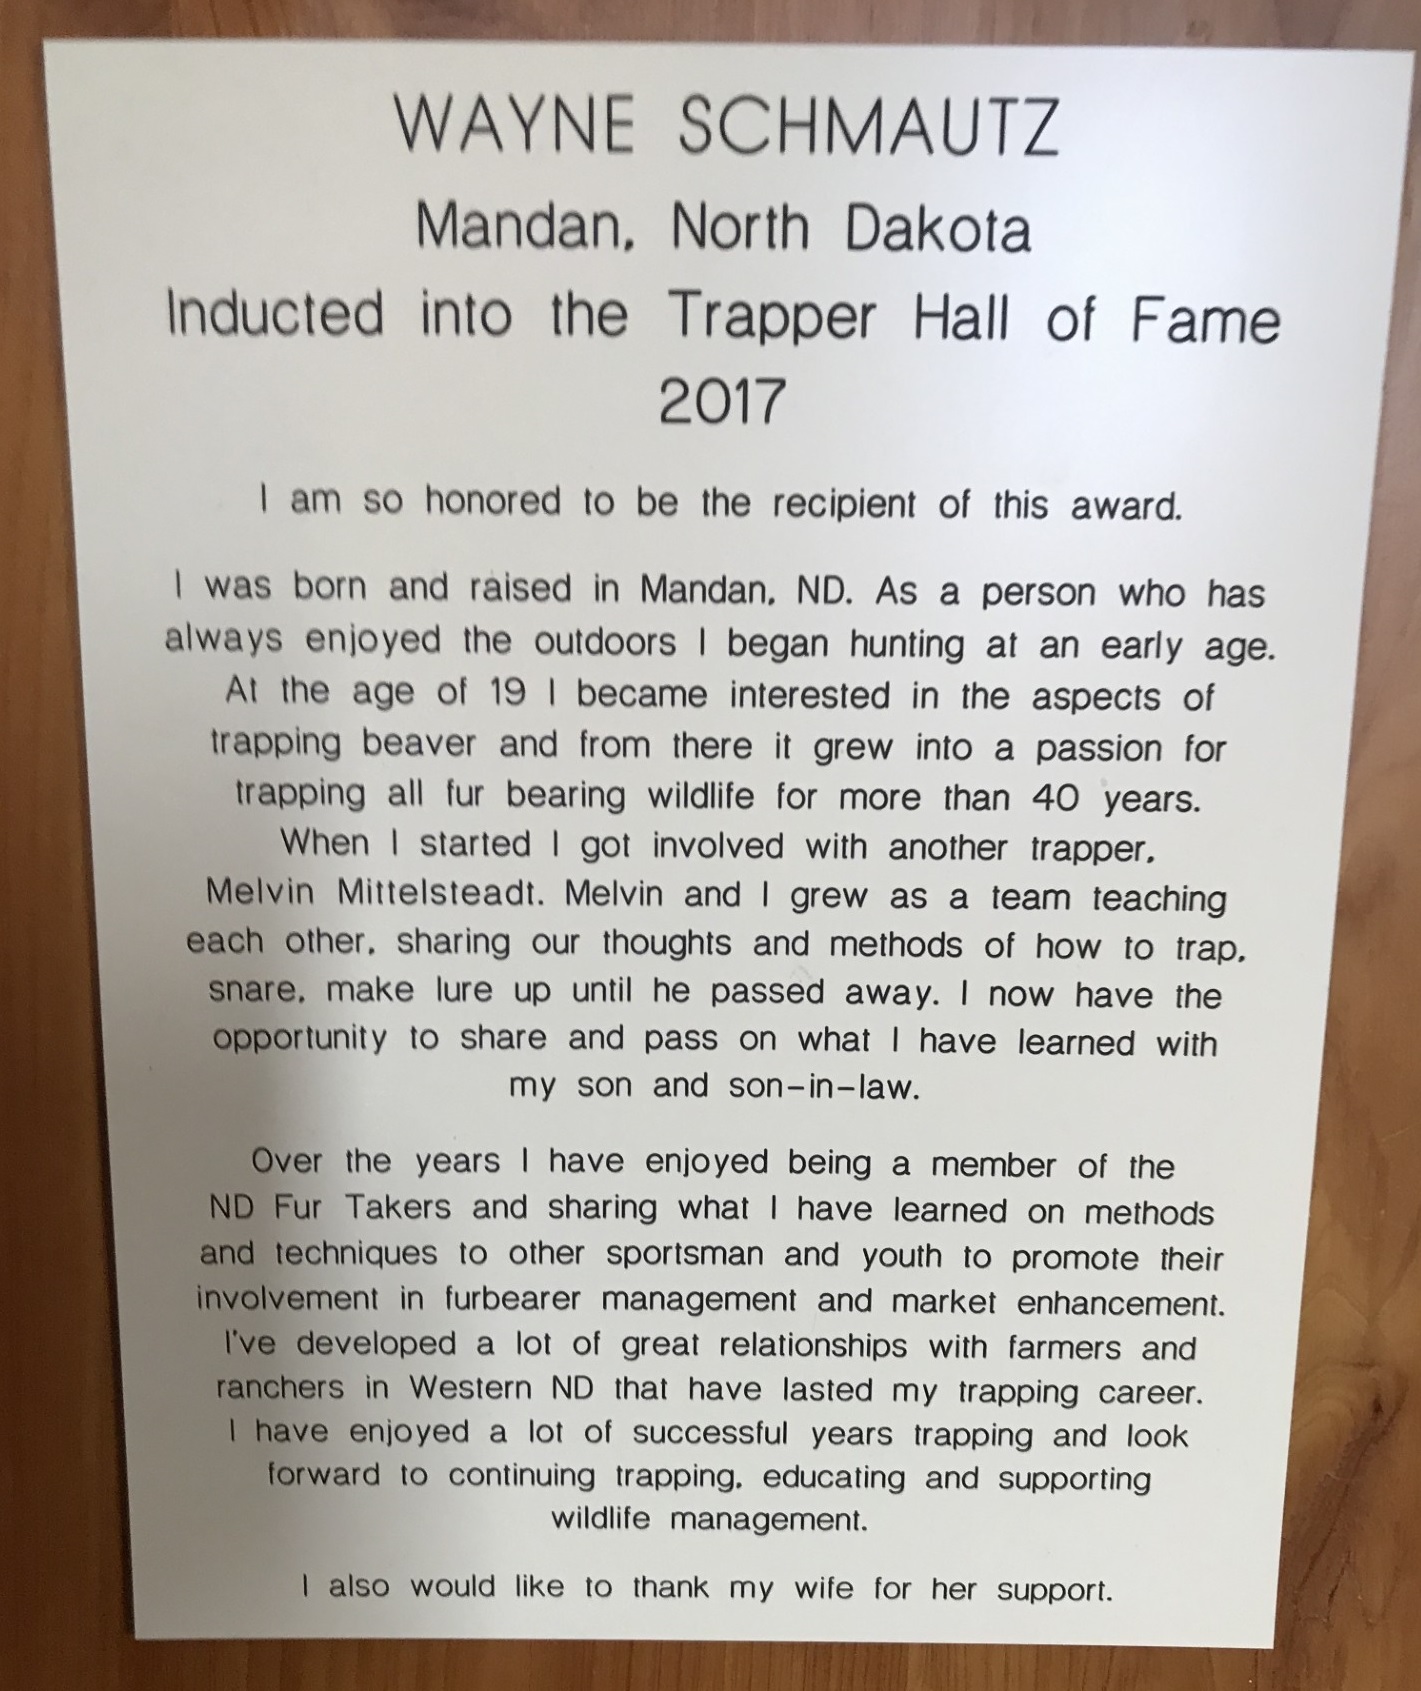 WAYNE SCHMAUTZ
Mandan, North Dakota
Inducted into the Trapper Hall of Fame
2017
I am so honored to be the recipient of this award.
I was born and raised in Mandan, ND. As a person who has
always enjoyed the outdoors I began hunting at an early age.
At the age of 19 I became interested in the aspects of
trapping beaver and from there it grew into a passion for
trapping all fur bearing wildlife for more than 40 years.
When I started I got involved with another trapper,
Melvin Mittelsteadt. Melvin and I grew as a team teaching
each other, sharing our thoughts and methods of how to trap,
snare, make lure up until he passed away. I now have the
opportunity to share and pass on what I have learned with
my son and son-in-law.
Over the years I have enjoyed being a member of the
ND Fur Takers and sharing what I have learned on methods
and techniques to other sportsman and youth to promote their
involvement in furbearer management and market enhancement.
I've developed a lot of great relationships with farmers and
ranchers in Western ND that have lasted my trapping career.
I have enjoyed a lot of successful years trapping and look
forward to continuing trapping, educating and supporting
wildlife management.
I also would like to thank my wife for her support.